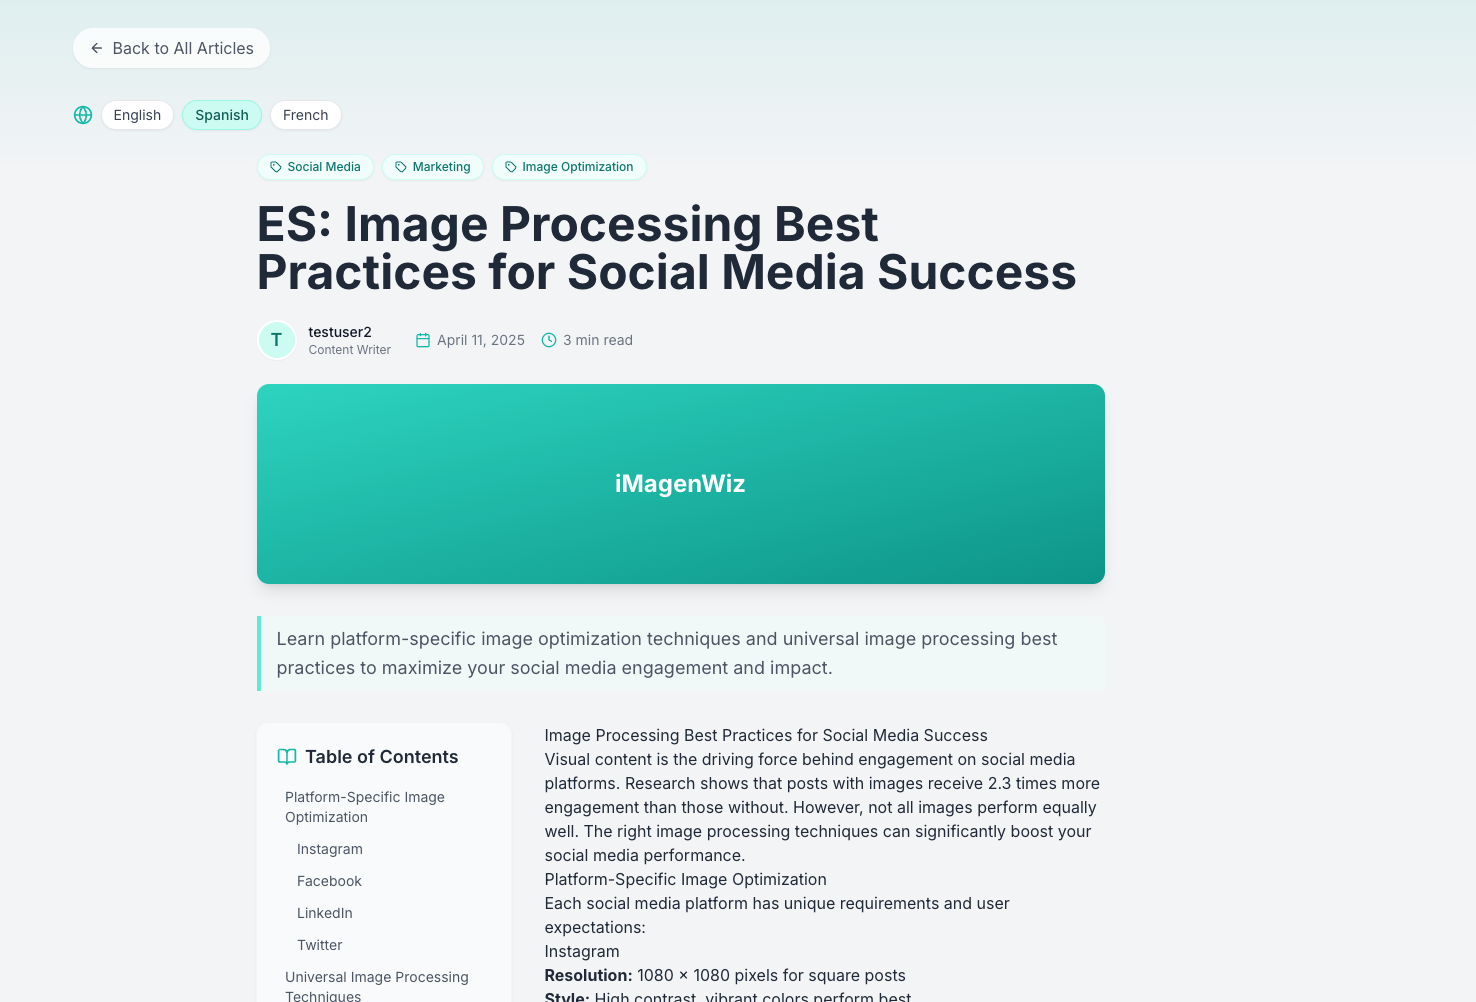 Back to All Articles
English
Spanish
French
Social Media
Marketing
Image Optimization
ES: Image Processing Best
Practices for Social Media Success
T
testuser2
Content Writer
April 11, 2025
3 min read
iMagenWiz
Learn platform-specific image optimization techniques and universal image processing best
practices to maximize your social media engagement and impact.
Table of Contents
Platform-Specific Image
Optimization
Instagram
Facebook
LinkedIn
Twitter
Universal Image Processing
Techniques
Image Processing Best Practices for Social Media Success
Visual content is the driving force behind engagement on social media
platforms. Research shows that posts with images receive 2.3 times more
engagement than those without. However, not all images perform equally
well. The right image processing techniques can significantly boost your
social media performance.
Platform-Specific Image Optimization
Each social media platform has unique requirements and user
expectations:
Instagram
Resolution: 1080 × 1080 pixels for square posts
Style: High contrast, vibrant colors perform best